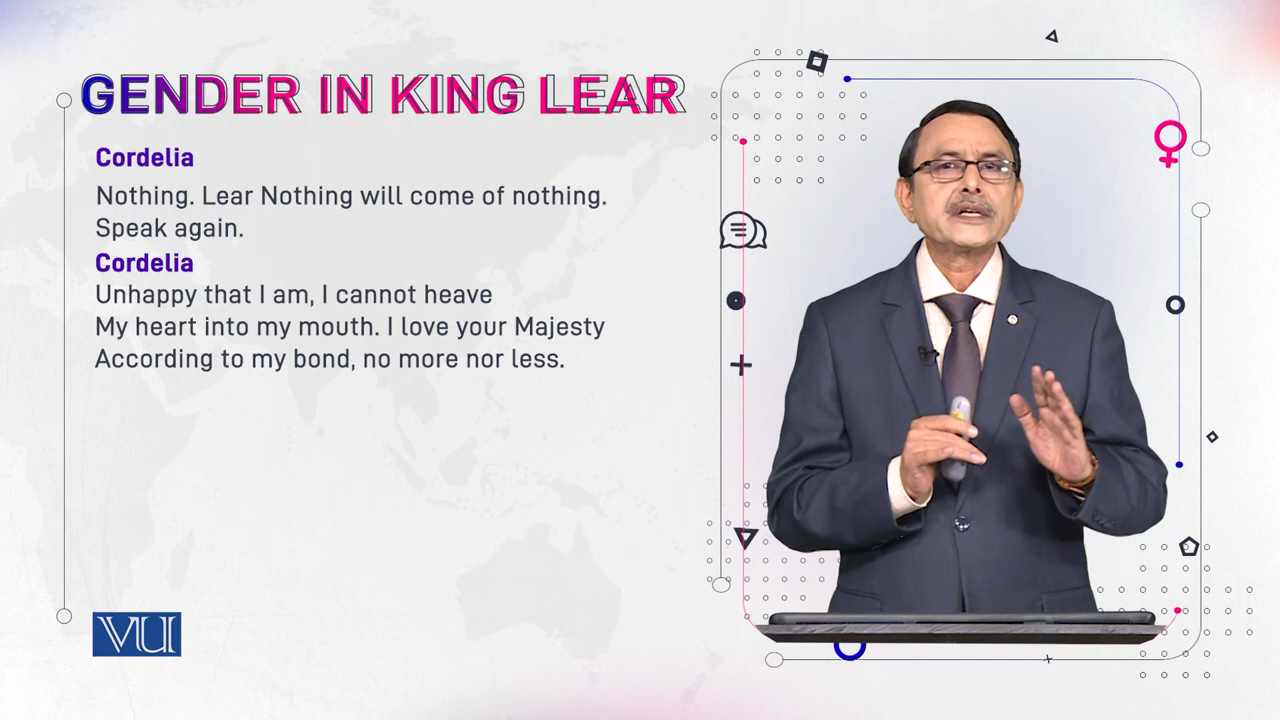 GENDER IN KING LEAR
Cordelia
Nothing. Lear Nothing will come of nothing.
Speak again.
Cordelia
Unhappy that I am, I cannot heave
My heart into my mouth. I love your Majesty
According to my bond, no more nor less.
VU